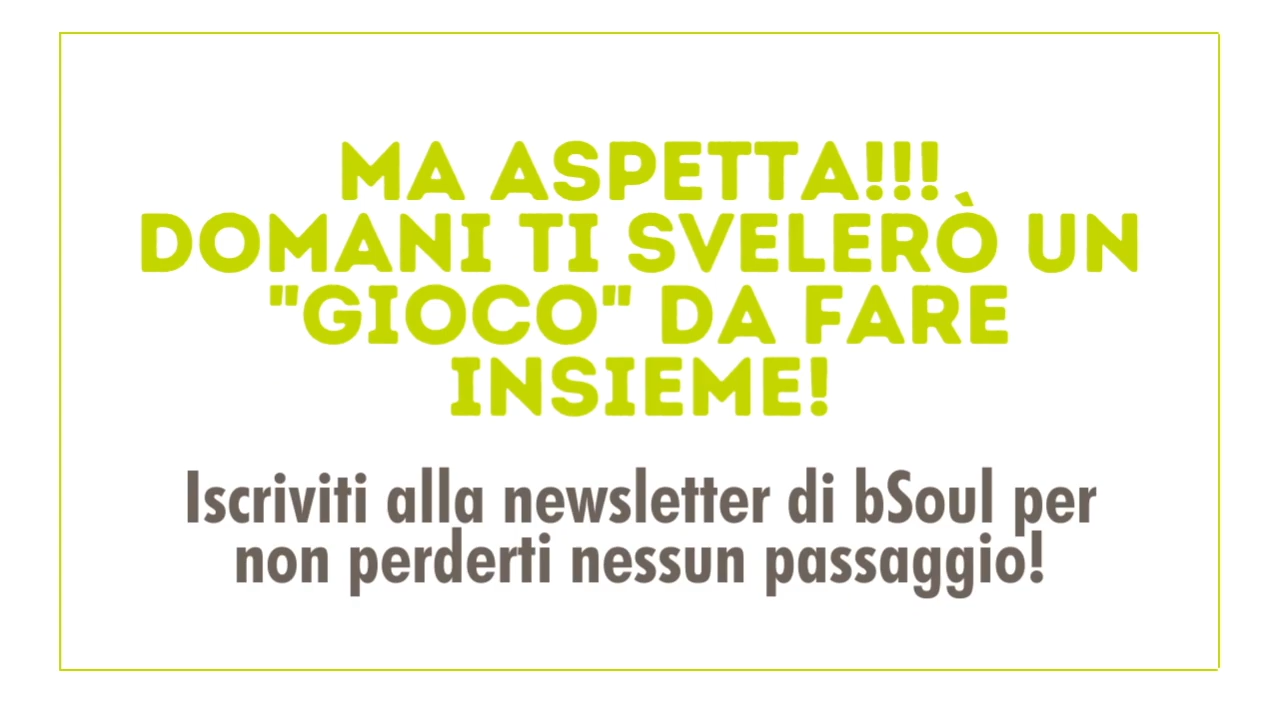 MA ASPETTA!!!
DOMANI TI SVELERÒ UN
"GIOCO" DA FARE
INSIEME!
Iscriviti alla newsletter di bSoul per
non perderti nessun passaggio!